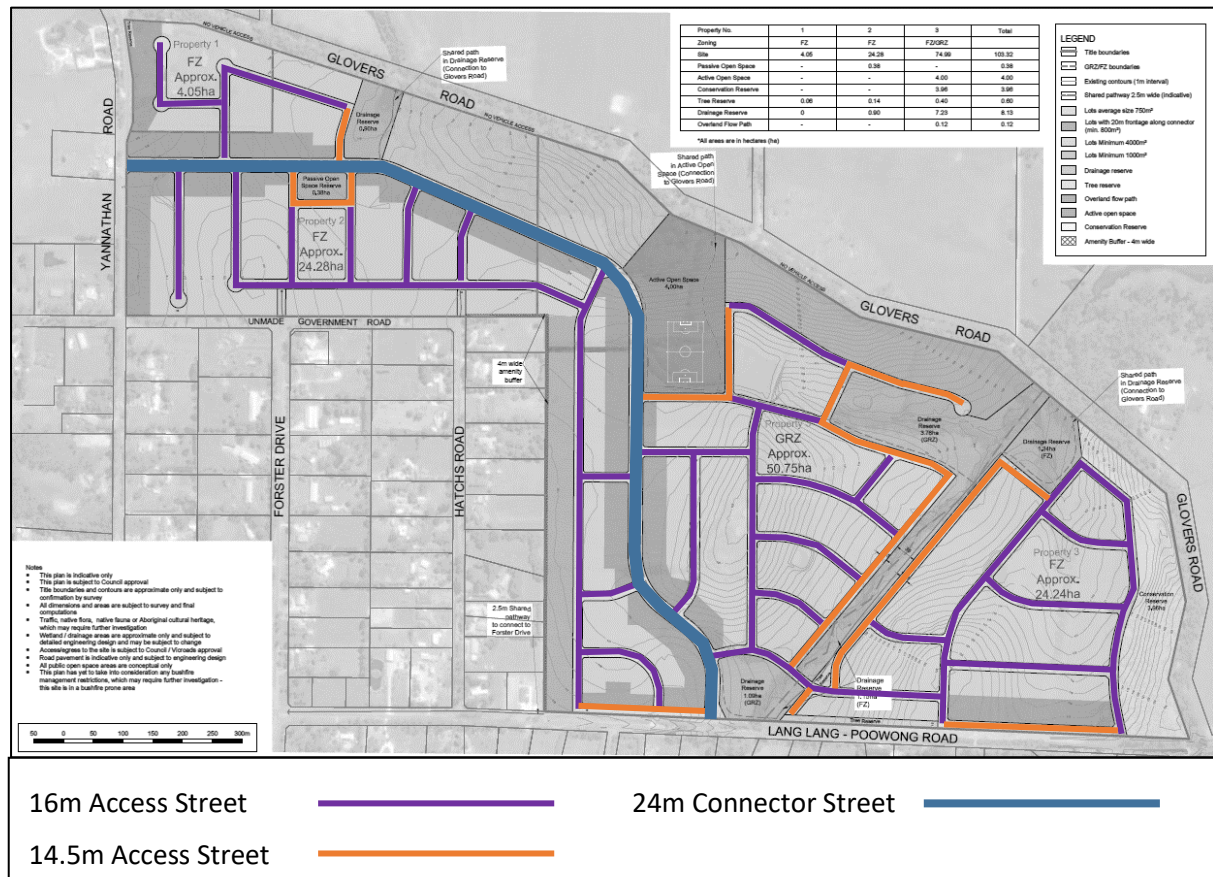 NO VEHICLE ACCESS
Tree Reserve
Property 1
FZ
Approx.
4.05ha
GLOVERS
ROAD
Shared path
in Drainage Reserve
(Connection to
Glovers Road)
Drainage
Reserve
NO VEHICLE ACCESS
YANNATHAN
ROAD
Passive Open
Space Reserve
0.38ha
Property 2
FZ
Approx.
24.28ha
Shared path
in Active Open
Space (Connection
to Glovers Road)
Active Open Space
4.00ha
NO VEHICLE ACCESS
GLOVERS
ROAD
UNMADE GOVERNMENT ROAD
4m wide
amenity
buffer
FORSTER DRIVE
HATCHS ROAD
Shared path
in Drainage Reserve
(Connection to
Glovers Road)
Drainage
Reserve
3.78ha
(GRZ)
GRZ
Approx.
50.75ha
Drainage Reserve
(FZ)
GLOVERS ROAD
Property 3
FZ
Approx.
24.24ha
Conservation
Reserve
3.96ha
2.5m Shared
pathway
to connect to
Forster Drive
Drainage
Reserve
1.09ha
(GRZ)
Drainage
Reserve
(FZ)
Tree Reserve
LANG LANG - POOWONG ROAD
Property No. 1 2 3 Total
Zoning FZ FZ FZ/GRZ
Site 4.05 24.28 74.99 103.32
Passive Open Space - 0.38 - 0.38
Active Open Space - - 4.00 4.00
Conservation Reserve - - 3.96 3.96
Tree Reserve 0.06 0.14 0.40 0.60
Drainage Reserve 0 0.90 7.23 8.13
Overland Flow Path - - 0.12 0.12
*All areas are in hectares (ha)
LEGEND
Title boundaries
GRZ/FZ boundaries
Existing contours (1m interval)
Shared pathway 2.5m wide (indicative)
Lots average size 750m²
Lots with 20m frontage along connector
(min. 800m²)
Lots Minimum 4000m²
Lots Minimum 1000m²
Drainage reserve
Tree reserve
Overland flow path
Active open space
Conservation Reserve
Amenity Buffer - 4m wide
Notes
• This plan is indicative only
• This plan is subject to Council approval
• Title boundaries and contours are approximate only and subject to
confirmation by survey
• All dimensions and areas are subject to survey and final
computations
• Traffic, native flora, native fauna or Aboriginal cultural heritage,
which may require further investigation
• Wetland / drainage areas are approximate only and subject to
detailed engineering design and may be subject to change
• Access/egress to the site is subject to Council / Vicroads approval
• Road pavement is indicative only and subject to engineering design
• All public open space areas are conceptual only
• This plan has yet to take into consideration any bushfire
management restrictions, which may require further investigation -
this site is in a bushfire prone area
50 0 50 100 150 200 250 300m
16m Access Street
24m Connector Street
14.5m Access Street